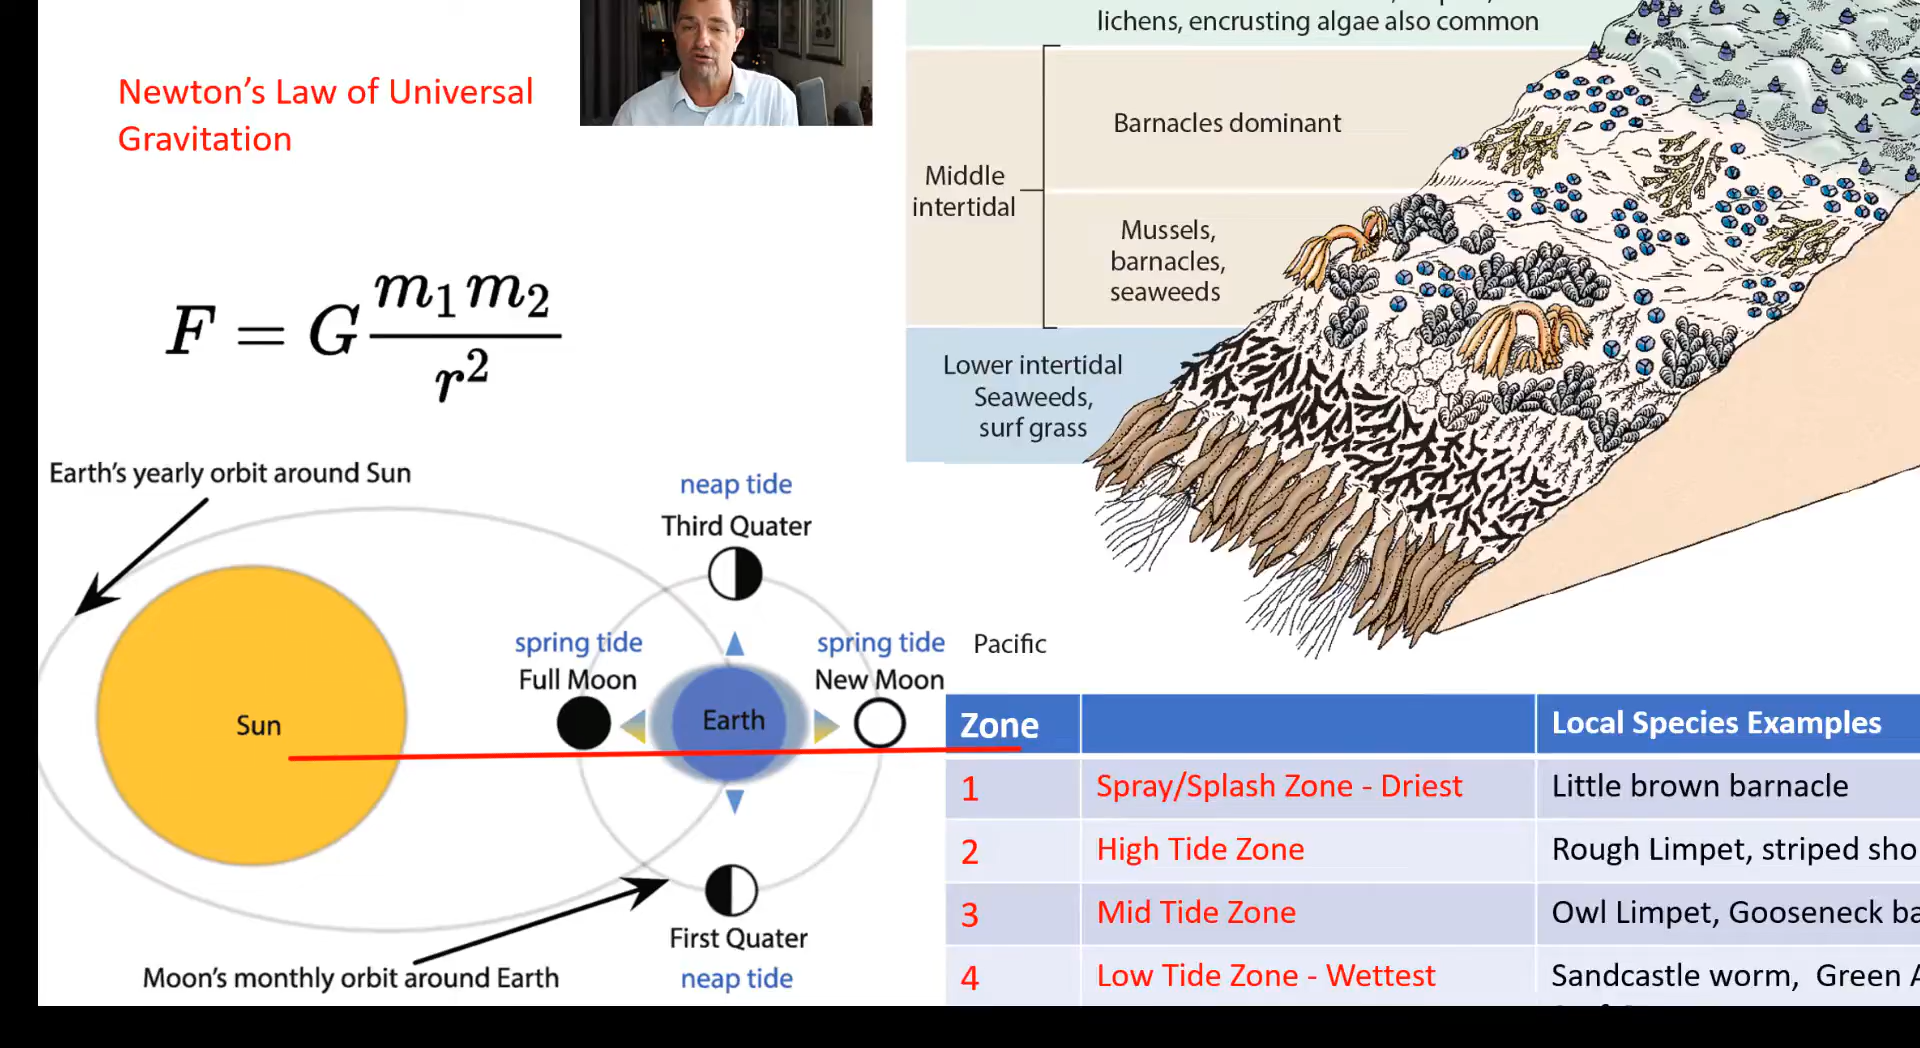 Newton's Law of Universal
Gravitation
F = G m₁ m₂ / r²
lichens, encrusting algae also common
Middle
intertidal
Barnacles dominant
Mussels,
barnacles,
seaweeds
Lower intertidal
Seaweeds,
surf grass
Earth's yearly orbit around Sun
neap tide
Third Quater
spring tide
Full Moon
spring tide
New Moon
Sun
Earth
First Quater
neap tide
Moon's monthly orbit around Earth
Pacific
Zone
Local Species Examples
1
Spray/Splash Zone - Driest
Little brown barnacle
2
High Tide Zone
Rough Limpet, striped sho
3
Mid Tide Zone
Owl Limpet, Gooseneck ba
4
Low Tide Zone - Wettest
Sandcastle worm, Green A